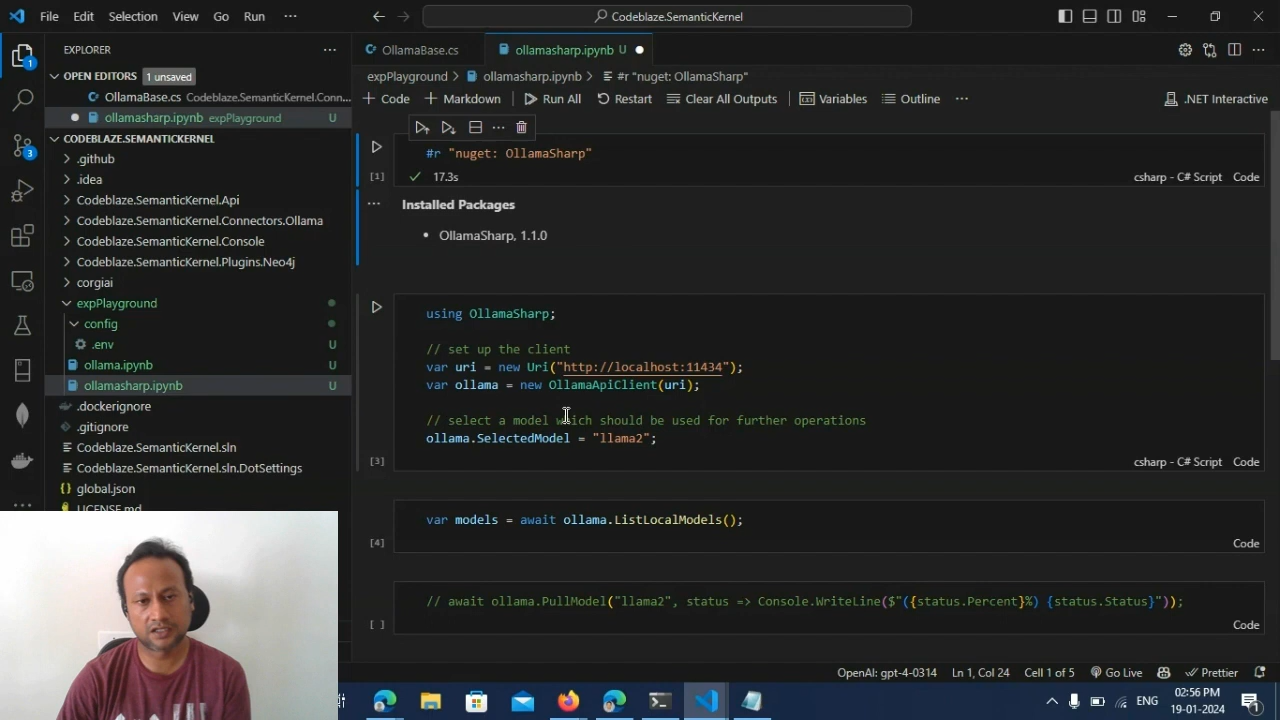 File Edit Selection View Go Run ···
Codeblaze.SemanticKernel
EXPLORER
OPEN EDITORS 1 unsaved
OllamaBase.cs Codeblaze.SemanticKernel.Conn...
ollamasharp.ipynb expPlayground U
CODEBLAZE.SEMANTICKERNEL
.github
.idea
Codeblaze.SemanticKernel.Api
Codeblaze.SemanticKernel.Connectors.Ollama
Codeblaze.SemanticKernel.Console
Codeblaze.SemanticKernel.Plugins.Neo4j
corgiai
expPlayground
config
.env U
ollama.ipynb U
ollamasharp.ipynb U
.dockerignore
.gitignore
Codeblaze.SemanticKernel.sln
Codeblaze.SemanticKernel.sln.DotSettings
global.json
LICENSE.md
1
3
OllamaBase.cs ollamasharp.ipynb U
expPlayground > ollamasharp.ipynb > #r "nuget: OllamaSharp"
+ Code + Markdown Run All Restart Clear All Outputs Variables Outline ··· .NET Interactive
#r "nuget: OllamaSharp"
[1] 17.3s csharp - C# Script Code
Installed Packages
• OllamaSharp, 1.1.0
using OllamaSharp;
// set up the client
var uri = new Uri("http://localhost:11434");
var ollama = new OllamaApiClient(uri);
// select a model which should be used for further operations
ollama.SelectedModel = "llama2";
[3] csharp - C# Script Code
var models = await ollama.ListLocalModels();
[4] Code
// await ollama.PullModel("llama2", status => Console.WriteLine($"({status.Percent}%) {status.Status}"));
[ ] Code
OpenAI: gpt-4-0314 Ln 1, Col 24 Cell 1 of 5 Go Live Prettier
ENG 02:56 PM
19-01-2024
1